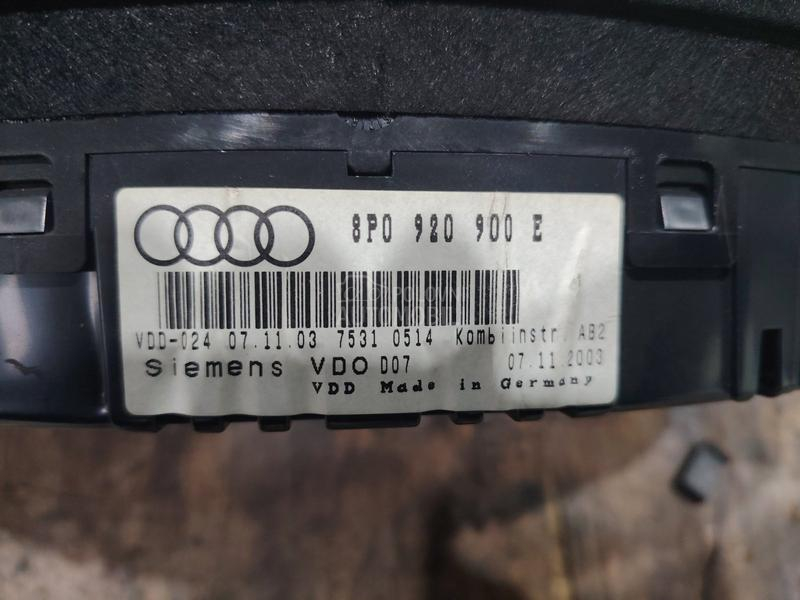 8P0 920 900 E
VDD-024 07.11.03 7531 0514 Kombiinstr. AB2
Siemens VDO D07 07.11.2003
VDD Made in Germany